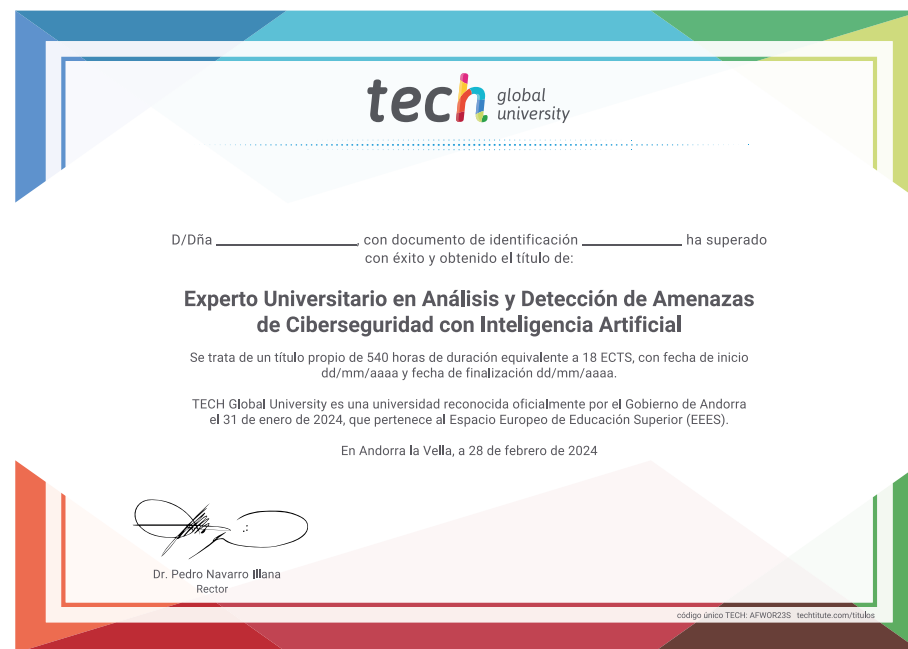 tech global university
D/Dña ____________________, con documento de identificación ______________ ha superado
con éxito y obtenido el título de:
Experto Universitario en Análisis y Detección de Amenazas
de Ciberseguridad con Inteligencia Artificial
Se trata de un título propio de 540 horas de duración equivalente a 18 ECTS, con fecha de inicio
dd/mm/aaaa y fecha de finalización dd/mm/aaaa.
TECH Global University es una universidad reconocida oficialmente por el Gobierno de Andorra
el 31 de enero de 2024, que pertenece al Espacio Europeo de Educación Superior (EEES).
En Andorra la Vella, a 28 de febrero de 2024
Dr. Pedro Navarro Illana
Rector
código único TECH: AFWOR23S techtitute.com/titulos